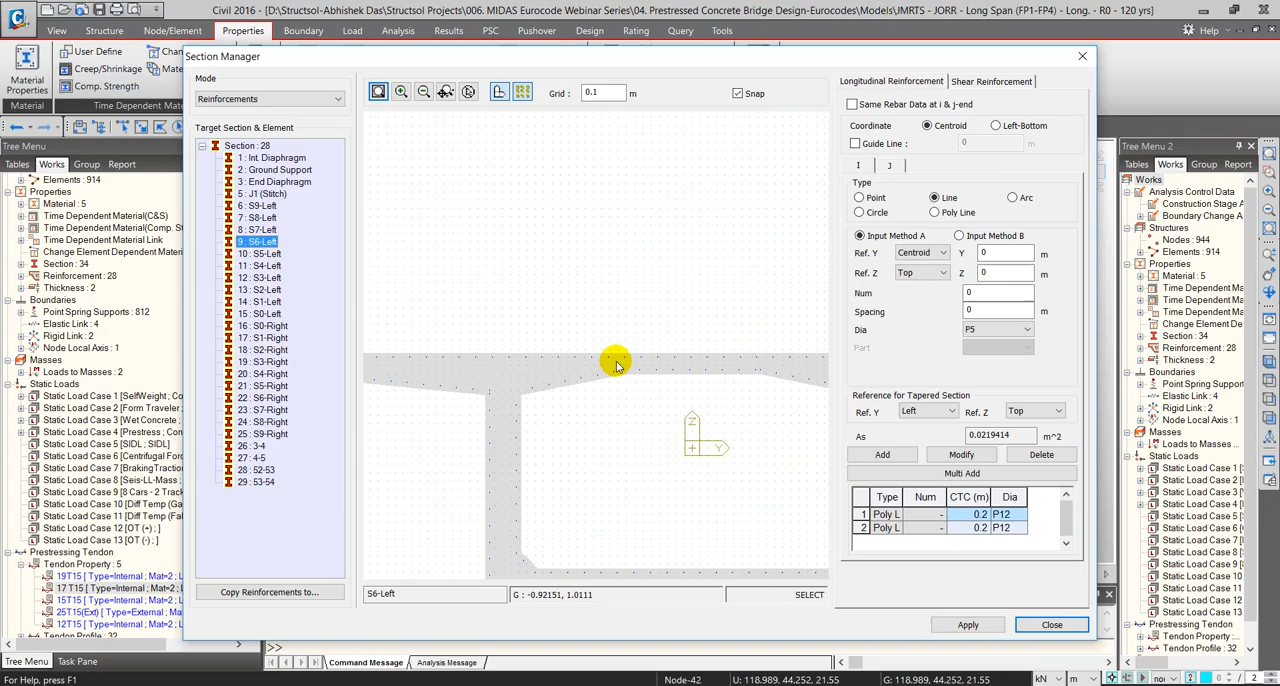 Civil 2016 - [D:\Structsol-Abhishek Das\Structsol Projects\006. MIDAS Eurocode Webinar Series\04. Prestressed Concrete Bridge Design-Eurocodes\Models\JMRTS - JORR - Long Span (FP1-FP4) - Long. - R0 - 120 yrs]
View Structure Node/Element Properties Boundary Load Analysis Results PSC Pushover Design Rating Query Tools Help
Material Properties
User Define
Creep/Shrinkage
Comp. Strength
Material
Time Dependent
Section Manager
Mode
Reinforcements
Target Section & Element
Section : 28
1 : Int. Diaphragm
2 : Ground Support
3 : End Diaphragm
5 : J1 (Stitch)
6 : S9-Left
7 : S8-Left
8 : S7-Left
9 : S6-Left
10 : S5-Left
11 : S4-Left
12 : S3-Left
13 : S2-Left
14 : S1-Left
15 : S0-Left
16 : S0-Right
17 : S1-Right
18 : S2-Right
19 : S3-Right
20 : S4-Right
21 : S5-Right
22 : S6-Right
23 : S7-Right
24 : S8-Right
25 : S9-Right
26 : 3-4
27 : 4-5
28 : 52-53
29 : 53-54
Copy Reinforcements to...
Grid : 0.1 m
Snap
Z
Y
S6-Left
G : -0.92151, 1.0111
SELECT
Longitudinal Reinforcement Shear Reinforcement
Same Rebar Data at i & j-end
Coordinate Centroid Left-Bottom
Guide Line : 0 m
I J
Type
Point Line Arc
Circle Poly Line
Input Method A Input Method B
Ref. Y Centroid Y 0 m
Ref. Z Top Z 0 m
Num 0
Spacing 0 m
Dia P5
Part
Reference for Tapered Section
Ref. Y Left Ref. Z Top
As 0.0219414 m^2
Add Modify Delete
Multi Add
Type Num CTC (m) Dia
1 Poly L - 0.2 P12
2 Poly L - 0.2 P12
Apply Close
Tree Menu
Tables Works Group Report
Elements : 914
Properties
Material : 5
Time Dependent Material(C&S)
Time Dependent Material(Comp. S
Time Dependent Material Link
Change Element Dependent Material
Section : 34
Reinforcement : 28
Thickness : 2
Boundaries
Point Spring Supports : 812
Elastic Link : 4
Rigid Link : 2
Node Local Axis : 1
Masses
Loads to Masses : 2
Static Loads
Static Load Case 1 [SelfWeight ; Con
Static Load Case 2 [Form Traveler ;
Static Load Case 3 [Wet Concrete ;
Static Load Case 4 [Prestress ; Const
Static Load Case 5 [SIDL ; SIDL]
Static Load Case 6 [Centrifugal Force
Static Load Case 7 [BrakingTraction
Static Load Case 8 [Seis-LL-Mass ;
Static Load Case 9 [8 Cars - 2 Track
Static Load Case 10 [Diff Temp (Ris
Static Load Case 11 [Diff Temp (Fal
Static Load Case 12 [OT (+) ; ]
Static Load Case 13 [OT (-) ; ]
Prestressing Tendon
Tendon Property : 5
19T15 [ Type=Internal ; Mat=2 ;
17 T15 [ Type=Internal ; Mat=2 ;
15T15 [ Type=Internal ; Mat=2 ;
25T15(Ext) [ Type=External ; Mat=2
12T15 [ Type=Internal ; Mat=2 ;
Tendon Profile : 32
Tree Menu Task Pane
Tree Menu 2
Tables Works Group Report
Works
Analysis Control Data
Construction Stage A
Boundary Change A
Structures
Nodes : 944
Elements : 914
Properties
Material : 5
Time Dependent
Time Dependent
Time Dependent
Change Element
Section : 34
Reinforcement : 28
Thickness : 2
Boundaries
Point Spring Support
Elastic Link : 4
Rigid Link : 2
Node Local Axis : 1
Masses
Loads to Masses :
Static Loads
Static Load Case 1
Static Load Case 2
Static Load Case 3
Static Load Case 4
Static Load Case 5
Static Load Case 6
Static Load Case 7
Static Load Case 8
Static Load Case 9
Static Load Case 10
Static Load Case 11
Static Load Case 12
Static Load Case 13
Prestressing Tendon
Tendon Property :
Tendon Profile : 32
>>
Command Message Analysis Message
For Help, press F1
Node-42 U: 118.989, 44.252, 21.55 G: 118.989, 44.252, 21.55 kN m